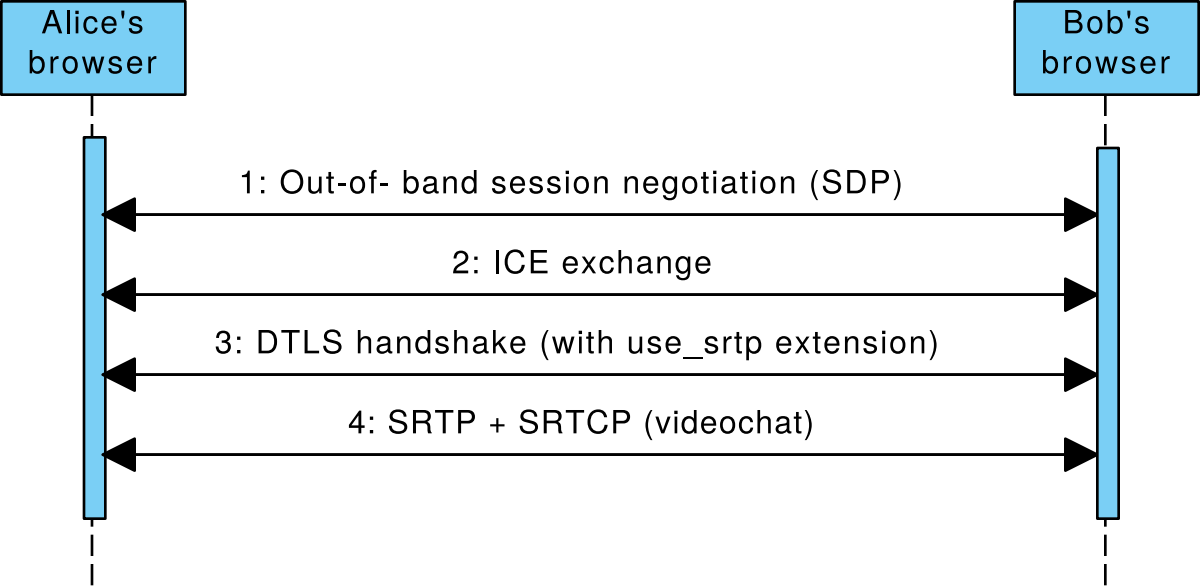 Alice's
browser
Bob's
browser
1: Out-of- band session negotiation (SDP)
2: ICE exchange
3: DTLS handshake (with use_srtp extension)
4: SRTP + SRTCP (videochat)